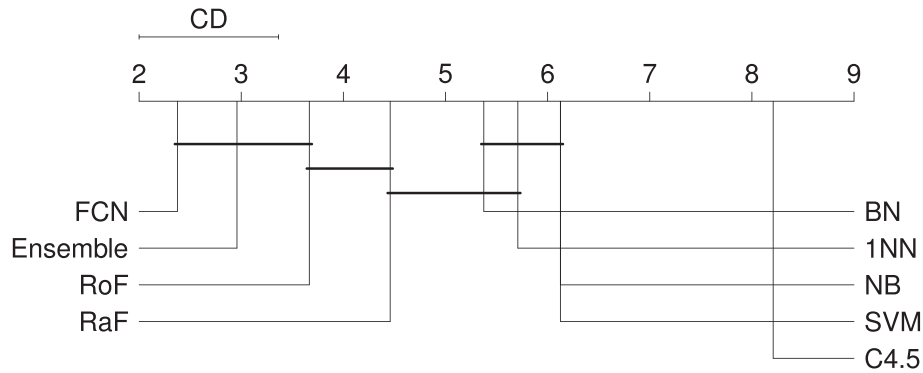 CD
2 3 4 5 6 7 8 9
FCN BN
Ensemble 1NN
RoF NB
RaF SVM
C4.5